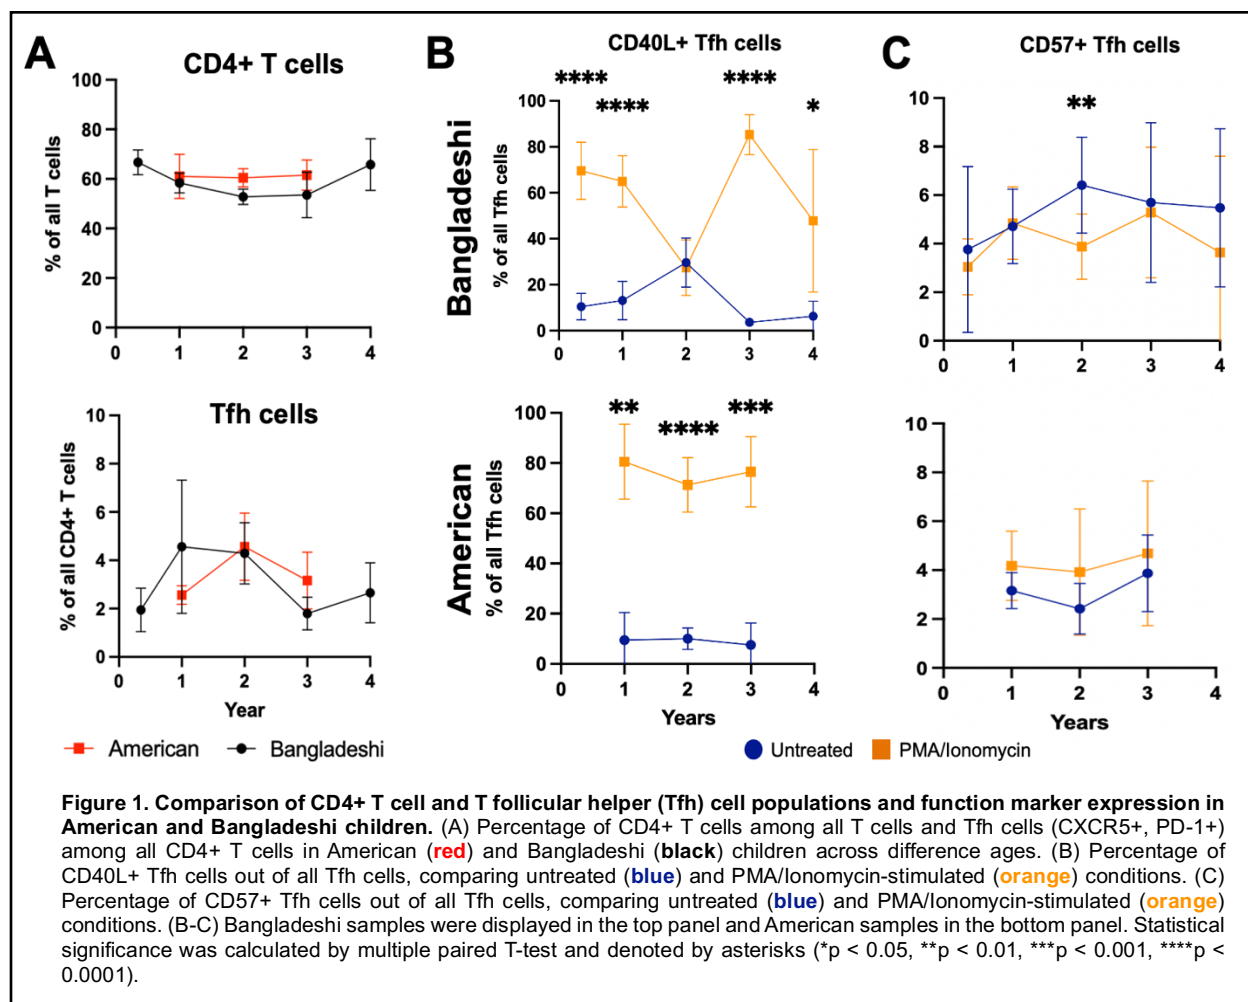 A
CD4+ T cells
100
80
60
40
20
0
% of all T cells
0 1 2 3 4
Tfh cells
10
8
6
4
2
0
% of all CD4+ T cells
0 1 2 3 4
Year
American Bangladeshi
B
CD40L+ Tfh cells
Bangladeshi
% of all Tfh cells
**** **** **** *
100
80
60
40
20
0
0 1 2 3 4
American
% of all Tfh cells
** **** ***
100
80
60
40
20
0
0 1 2 3 4
Years
C
CD57+ Tfh cells
**
10
8
6
4
2
0
0 1 2 3 4
10
8
6
4
2
0
0 1 2 3 4
Years
Untreated PMA/Ionomycin
Figure 1. Comparison of CD4+ T cell and T follicular helper (Tfh) cell populations and function marker expression in
American and Bangladeshi children. (A) Percentage of CD4+ T cells among all T cells and Tfh cells (CXCR5+, PD-1+)
among all CD4+ T cells in American (red) and Bangladeshi (black) children across difference ages. (B) Percentage of
CD40L+ Tfh cells out of all Tfh cells, comparing untreated (blue) and PMA/Ionomycin-stimulated (orange) conditions. (C)
Percentage of CD57+ Tfh cells out of all Tfh cells, comparing untreated (blue) and PMA/Ionomycin-stimulated (orange)
conditions. (B-C) Bangladeshi samples were displayed in the top panel and American samples in the bottom panel. Statistical
significance was calculated by multiple paired T-test and denoted by asterisks (*p < 0.05, **p < 0.01, ***p < 0.001, ****p <
0.0001).